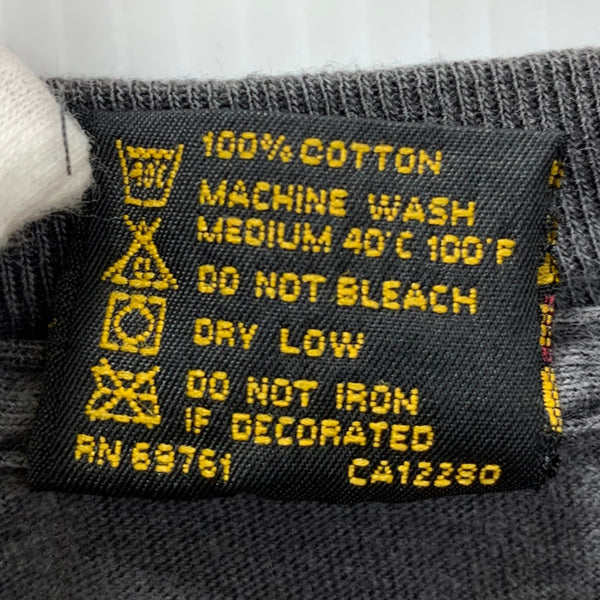 100% COTTON
MACHINE WASH
MEDIUM 40°C 100°F
DO NOT BLEACH
DRY LOW
DO NOT IRON
IF DECORATED
RN 69761 CA12280